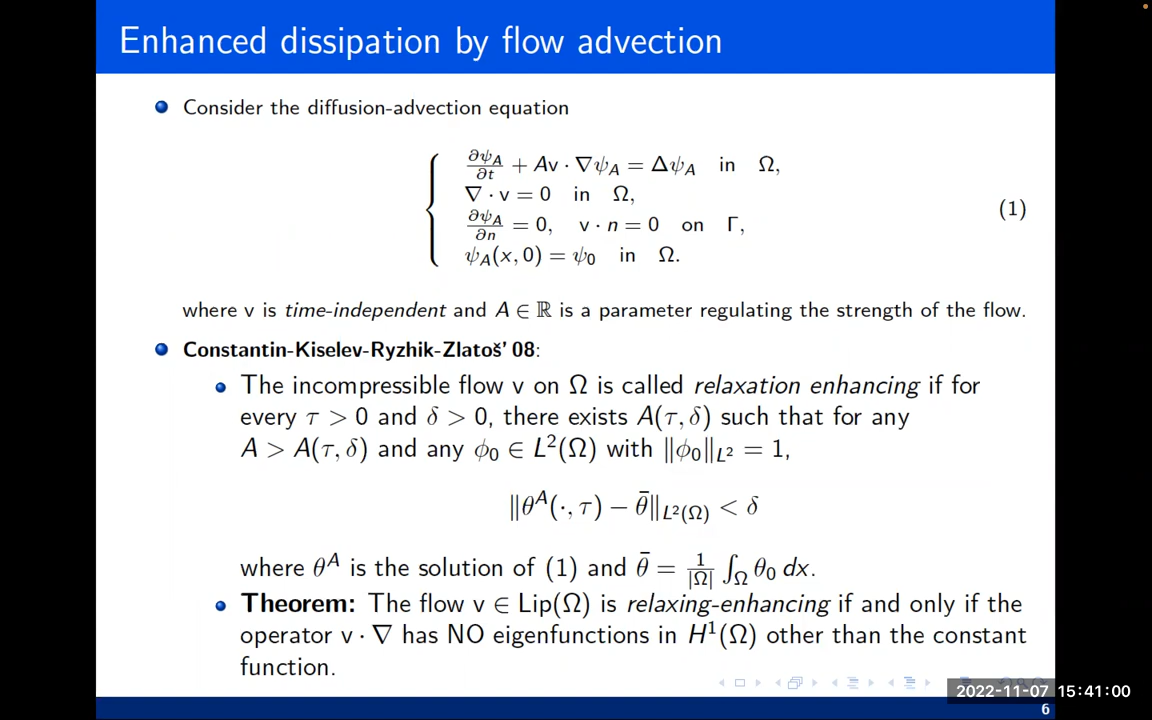 Enhanced dissipation by flow advection
Consider the diffusion-advection equation
∂ψ_A/∂t + Av · ∇ψ_A = Δψ_A in Ω,
∇ · v = 0 in Ω,
∂ψ_A/∂n = 0, v · n = 0 on Γ,
ψ_A(x, 0) = ψ_0 in Ω.
(1)
where v is time-independent and A ∈ ℝ is a parameter regulating the strength of the flow.
Constantin-Kiselev-Ryzhik-Zlatoš' 08:
The incompressible flow v on Ω is called relaxation enhancing if for
every τ > 0 and δ > 0, there exists A(τ, δ) such that for any
A > A(τ, δ) and any ϕ_0 ∈ L²(Ω) with ‖ϕ_0‖_{L²} = 1,
‖θ^A(·, τ) − θ̄‖_{L²(Ω)} < δ
where θ^A is the solution of (1) and θ̄ = 1/|Ω| ∫_Ω θ_0 dx.
Theorem: The flow v ∈ Lip(Ω) is relaxing-enhancing if and only if the
operator v · ∇ has NO eigenfunctions in H¹(Ω) other than the constant
function.
2022-11-07 15:41:00
6